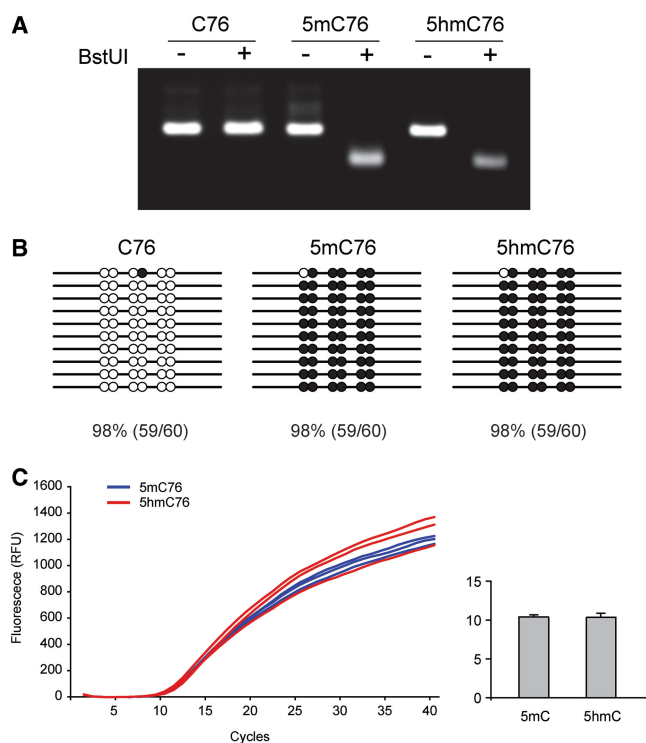 A
C76 5mC76 5hmC76
BstUI - + - + - +
B
C76 5mC76 5hmC76
98% (59/60) 98% (59/60) 98% (59/60)
C
1600
1400
1200
1000
800
600
400
200
0
Fluorescece (RFU)
5mC76
5hmC76
5 10 15 20 25 30 35 40
Cycles
15
10
5
0
5mC 5hmC